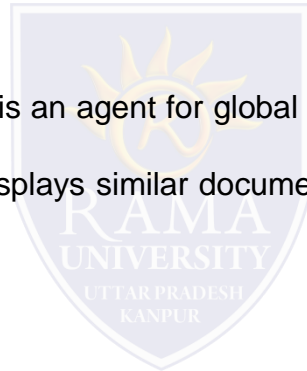 is an agent for global
splays similar docume
RAMA
UNIVERSITY
UTTAR PRADESH
KANPUR